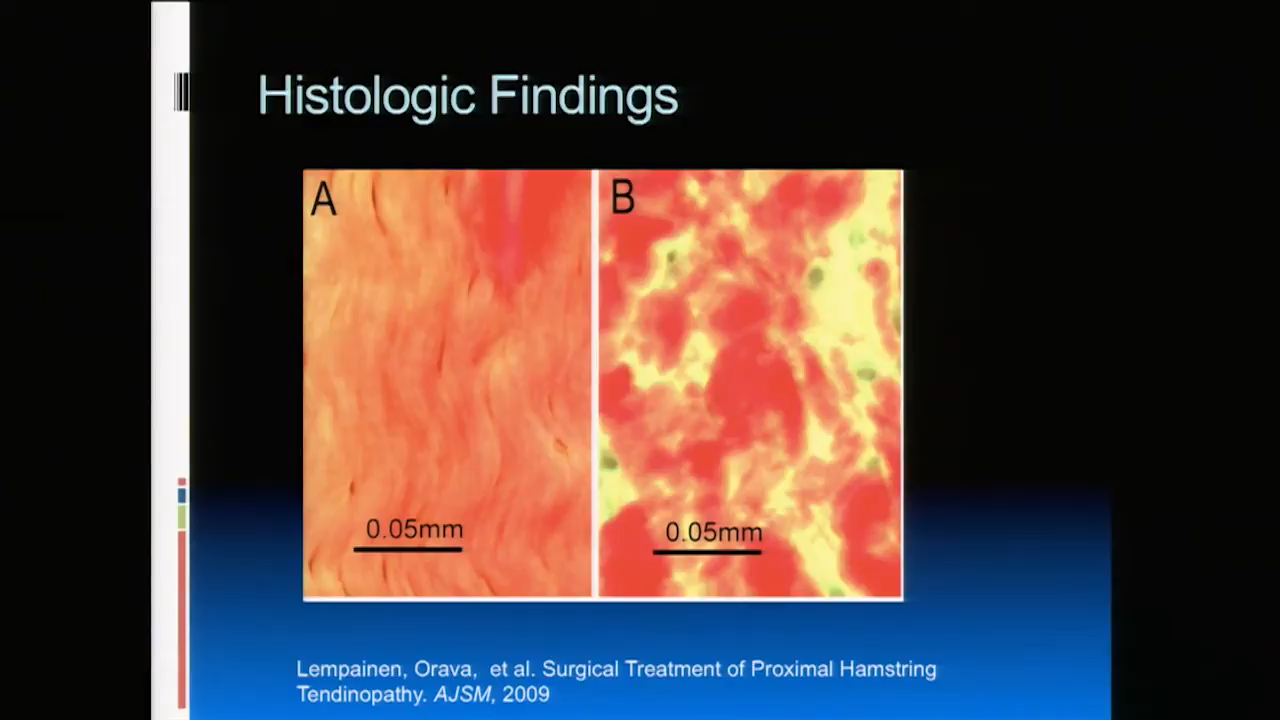 Histologic Findings
A
B
0.05mm
0.05mm
Lempainen, Orava, et al. Surgical Treatment of Proximal Hamstring
Tendinopathy. AJSM, 2009